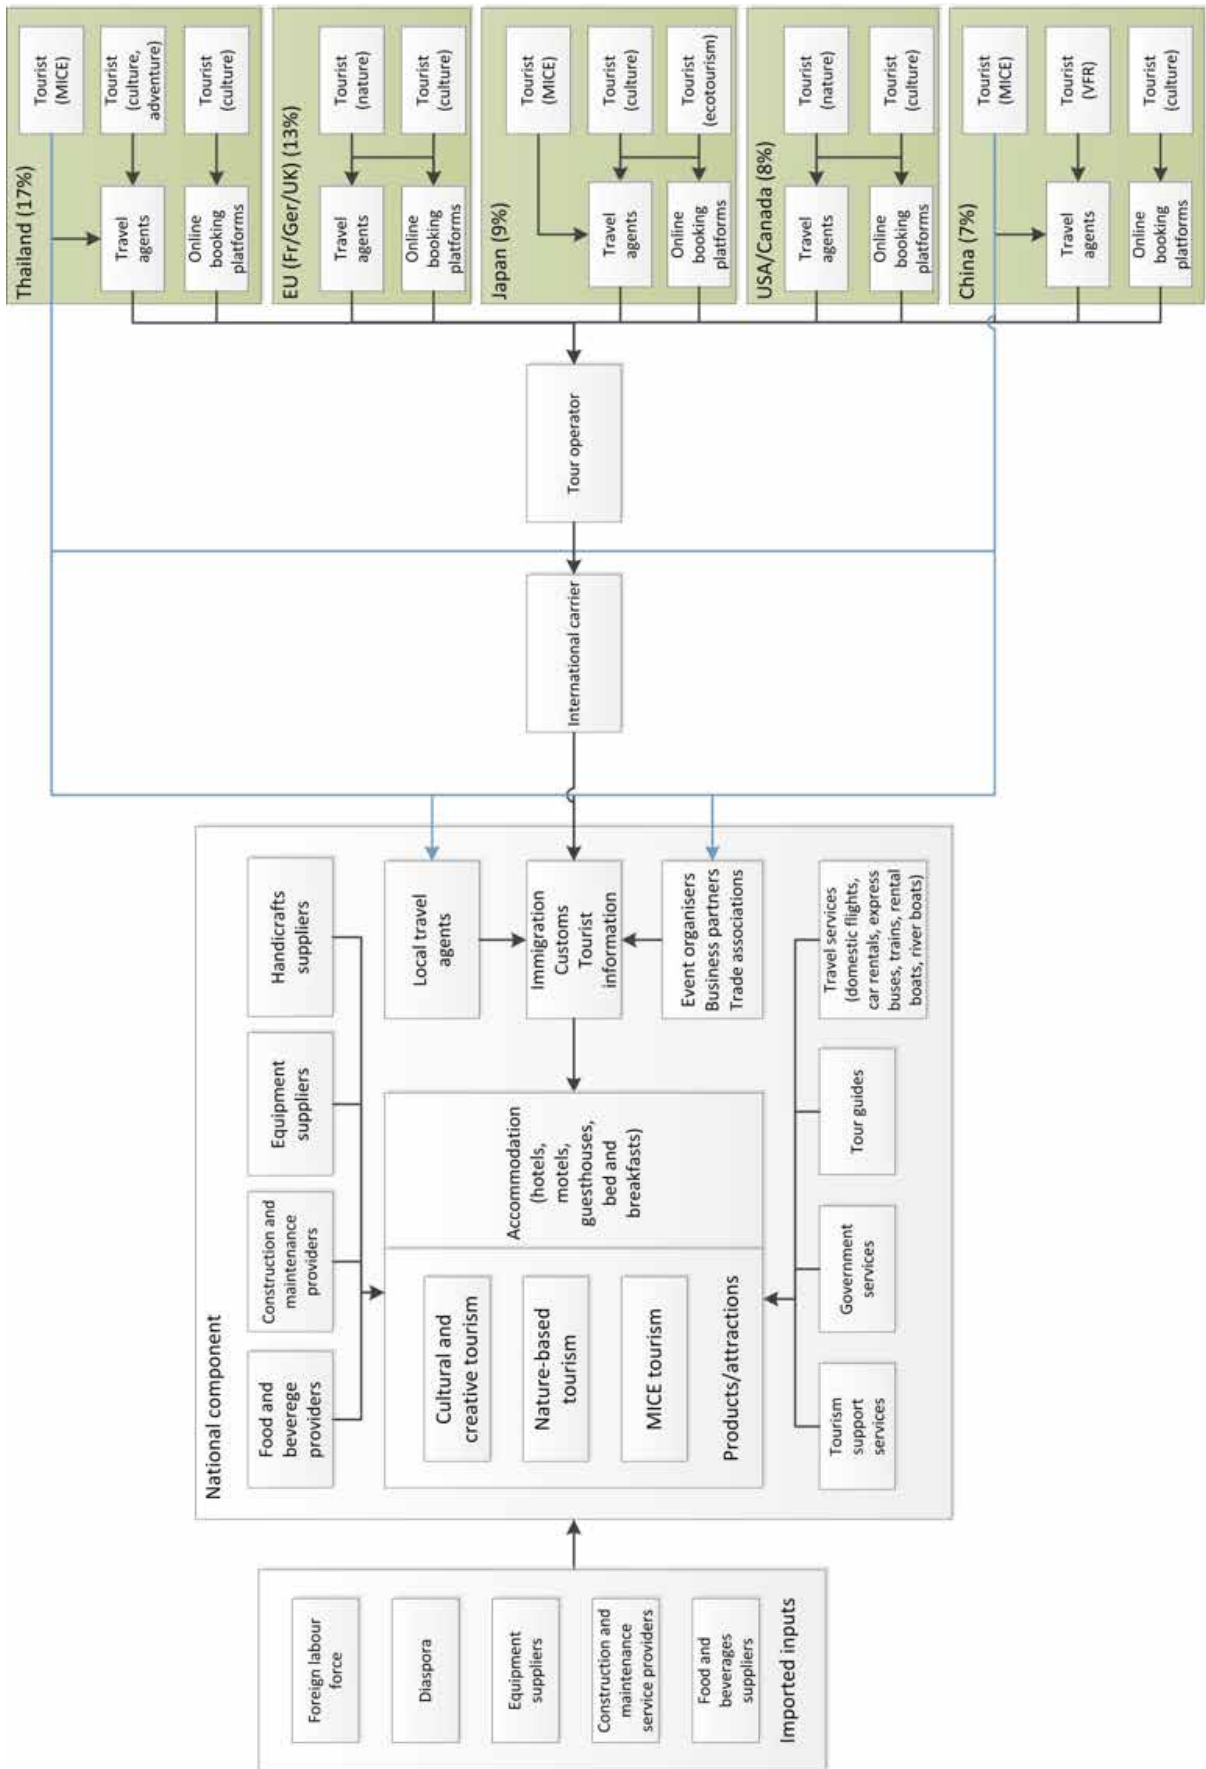 Imported inputs
Foreign labour
force
Diaspora
Equipment
suppliers
Construction and
maintenance
service providers
Food and
beverages
suppliers
National component
Food and
beverege
providers
Construction and
maintenance
providers
Equipment
suppliers
Handicrafts
suppliers
Cultural and
creative tourism
Nature-based
tourism
MICE tourism
Products/attractions
Accommodation
(hotels,
motels,
guesthouses,
bed and
breakfasts)
Local travel
agents
Immigration
Customs
Tourist
information
Event organisers
Business partners
Trade associations
Tourism
support
services
Government
services
Tour guides
Travel services
(domestic flights,
car rentals, express
buses, trains, rental
boats, river boats)
International carrier
Tour operator
Thailand (17%)
Travel
agents
Online
booking
platforms
Tourist
(MICE)
Tourist
(culture,
adventure)
Tourist
(culture)
EU (Fr/Ger/UK) (13%)
Travel
agents
Online
booking
platforms
Tourist
(nature)
Tourist
(culture)
Japan (9%)
Travel
agents
Online
booking
platforms
Tourist
(MICE)
Tourist
(culture)
Tourist
(ecotourism)
USA/Canada (8%)
Travel
agents
Online
booking
platforms
Tourist
(nature)
Tourist
(culture)
China (7%)
Travel
agents
Online
booking
platforms
Tourist
(MICE)
Tourist
(VFR)
Tourist
(culture)